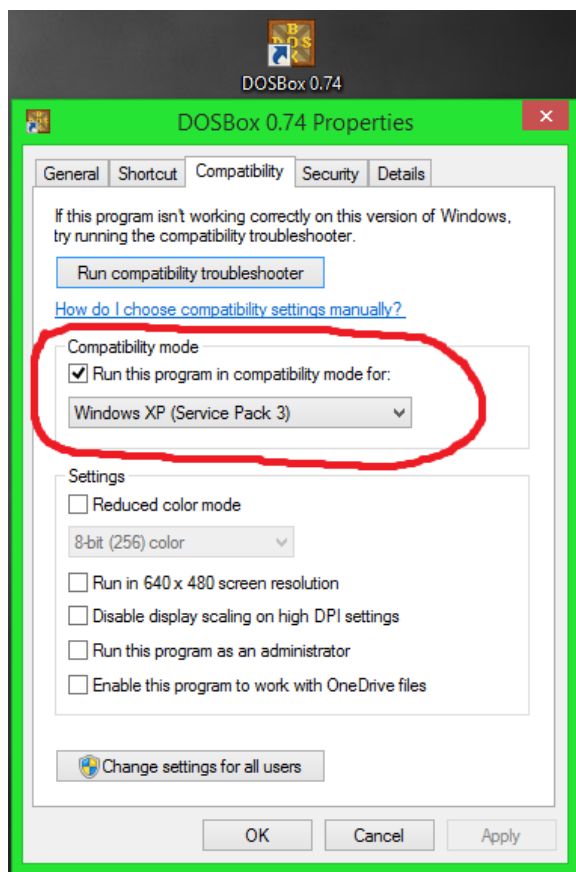 DOSBox 0.74
DOSBox 0.74 Properties
General Shortcut Compatibility Security Details
If this program isn't working correctly on this version of Windows,
try running the compatibility troubleshooter.
Run compatibility troubleshooter
How do I choose compatibility settings manually?
Compatibility mode
Run this program in compatibility mode for:
Windows XP (Service Pack 3)
Settings
Reduced color mode
8-bit (256) color
Run in 640 x 480 screen resolution
Disable display scaling on high DPI settings
Run this program as an administrator
Enable this program to work with OneDrive files
Change settings for all users
OK Cancel Apply